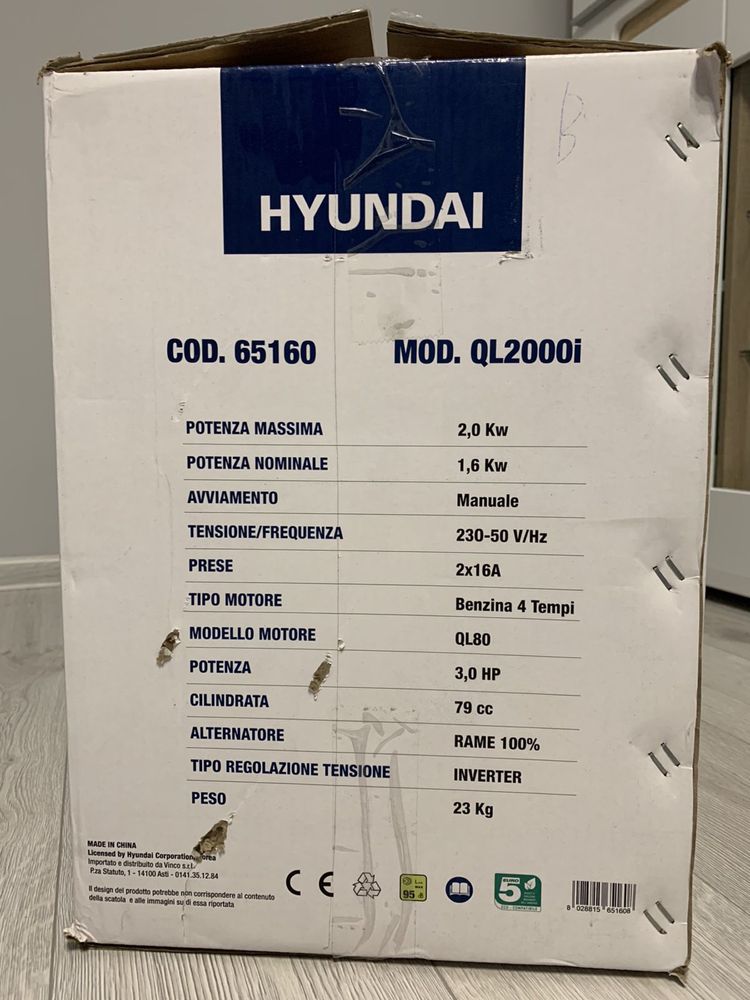 HYUNDAI
COD. 65160 MOD. QL2000i
POTENZA MASSIMA 2,0 Kw
POTENZA NOMINALE 1,6 Kw
AVVIAMENTO Manuale
TENSIONE/FREQUENZA 230-50 V/Hz
PRESE 2x16A
TIPO MOTORE Benzina 4 Tempi
MODELLO MOTORE QL80
POTENZA 3,0 HP
CILINDRATA 79 cc
ALTERNATORE RAME 100%
TIPO REGOLAZIONE TENSIONE INVERTER
PESO 23 Kg
MADE IN CHINA
Licensed by Hyundai Corporation,
Importato e distribuito da Vinco s.r.l.
P.za Statuto, 1 - 14100 Asti - 0141.35.12.84
Il design del prodotto potrebbe non corrispondere al contenuto
della scatola e alle immagini su di essa riportata
CE
MAX
95 dB
EURO
5
ECO - COMPATIBILE
8 028815 651608